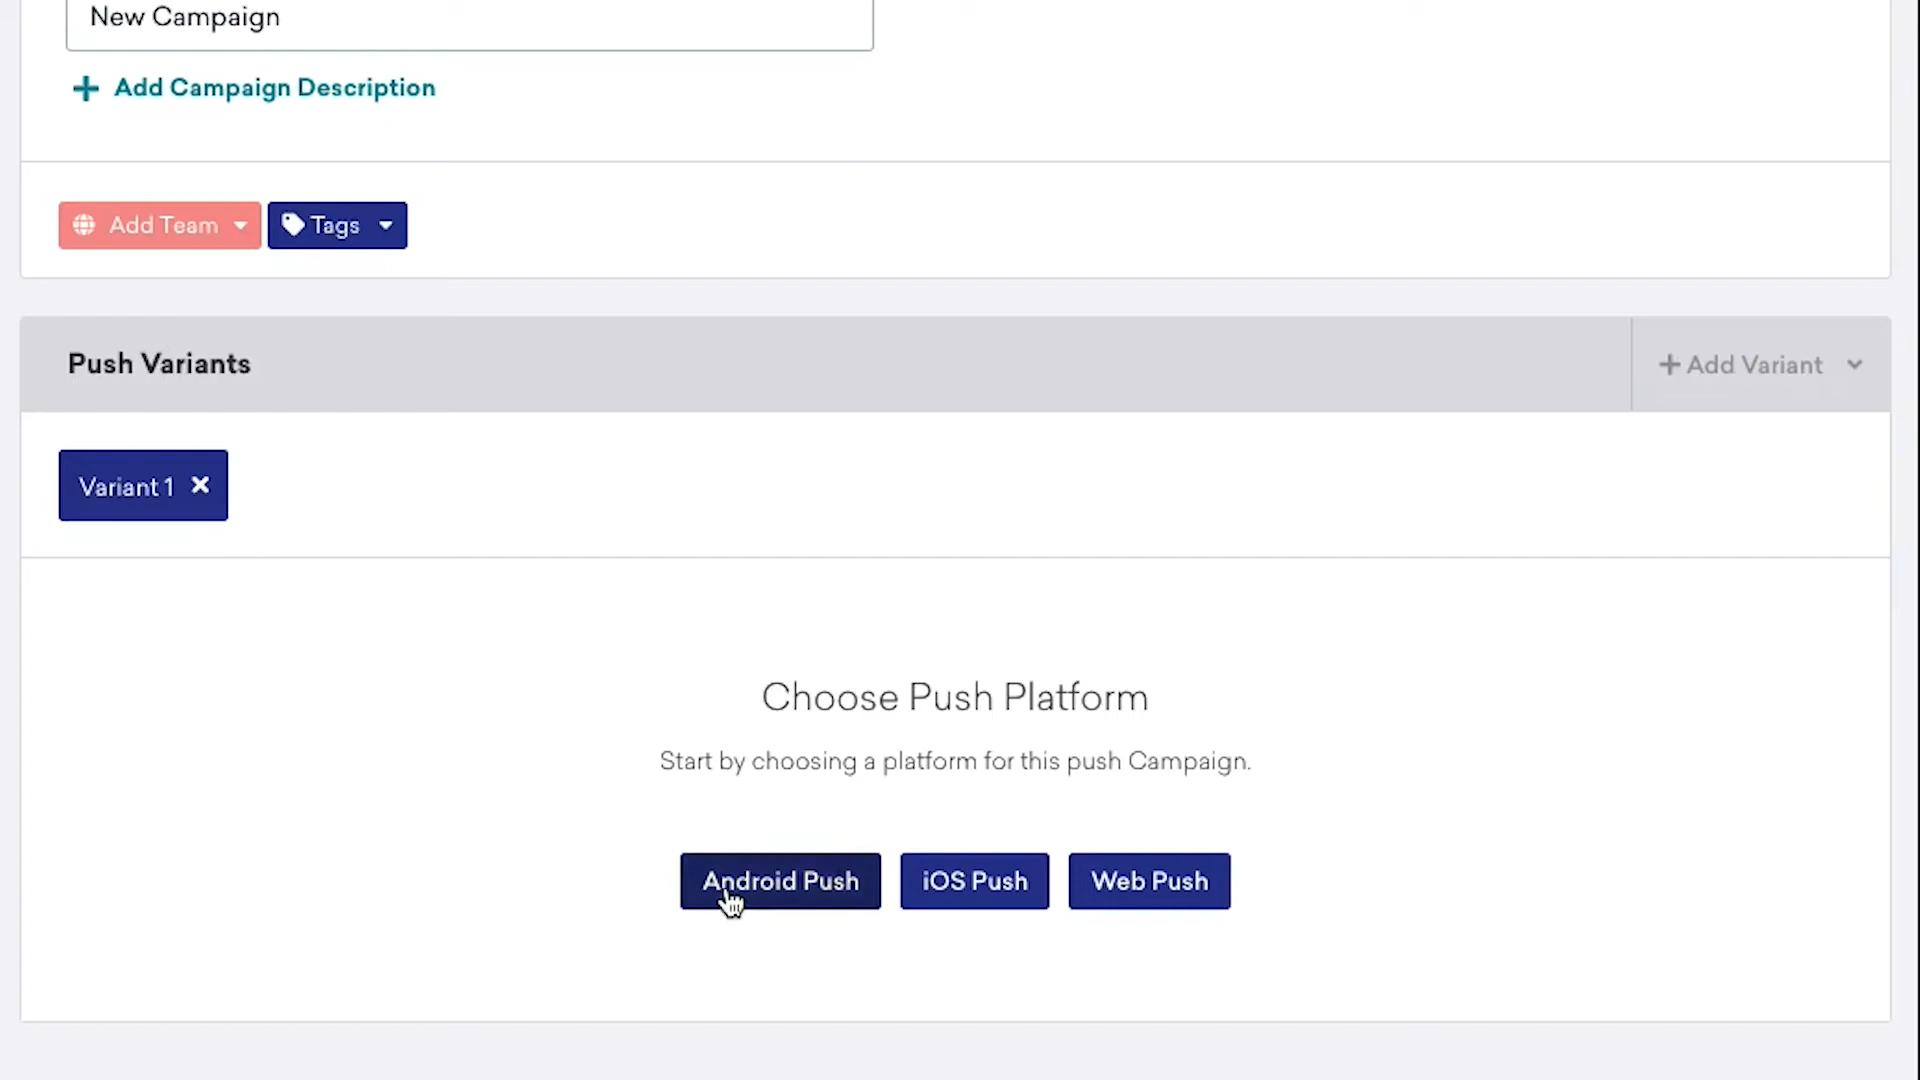 New Campaign
Add Campaign Description
Add Team
Tags
Push Variants
Add Variant
Variant 1
Choose Push Platform
Start by choosing a platform for this push Campaign.
Android Push
iOS Push
Web Push